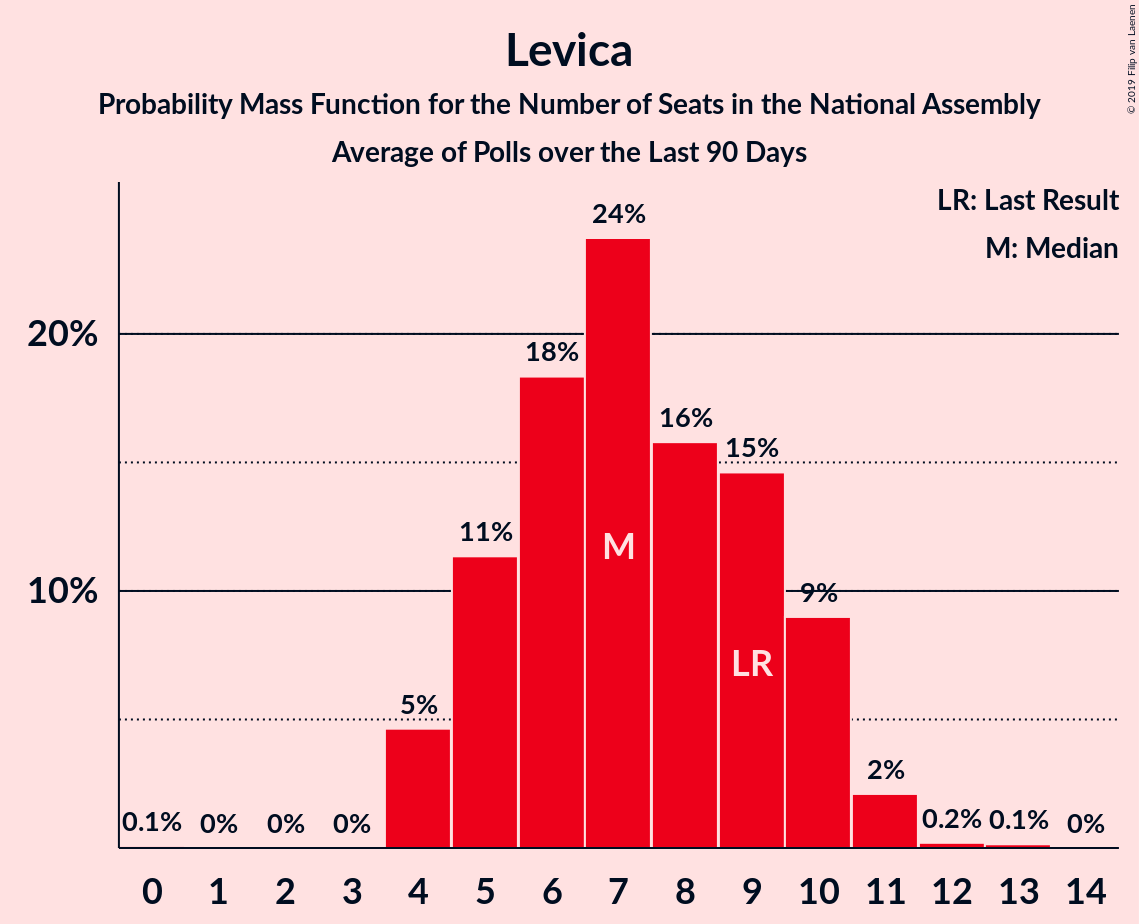 Levica
Probability Mass Function for the Number of Seats in the National Assembly
Average of Polls over the Last 90 Days
© 2019 Filip van Laenen
LR: Last Result
M: Median
20%
10%
0.1% 0% 0% 0% 5% 11% 18% 24% 16% 15% 9% 2% 0.2% 0.1% 0%
M
LR
0 1 2 3 4 5 6 7 8 9 10 11 12 13 14